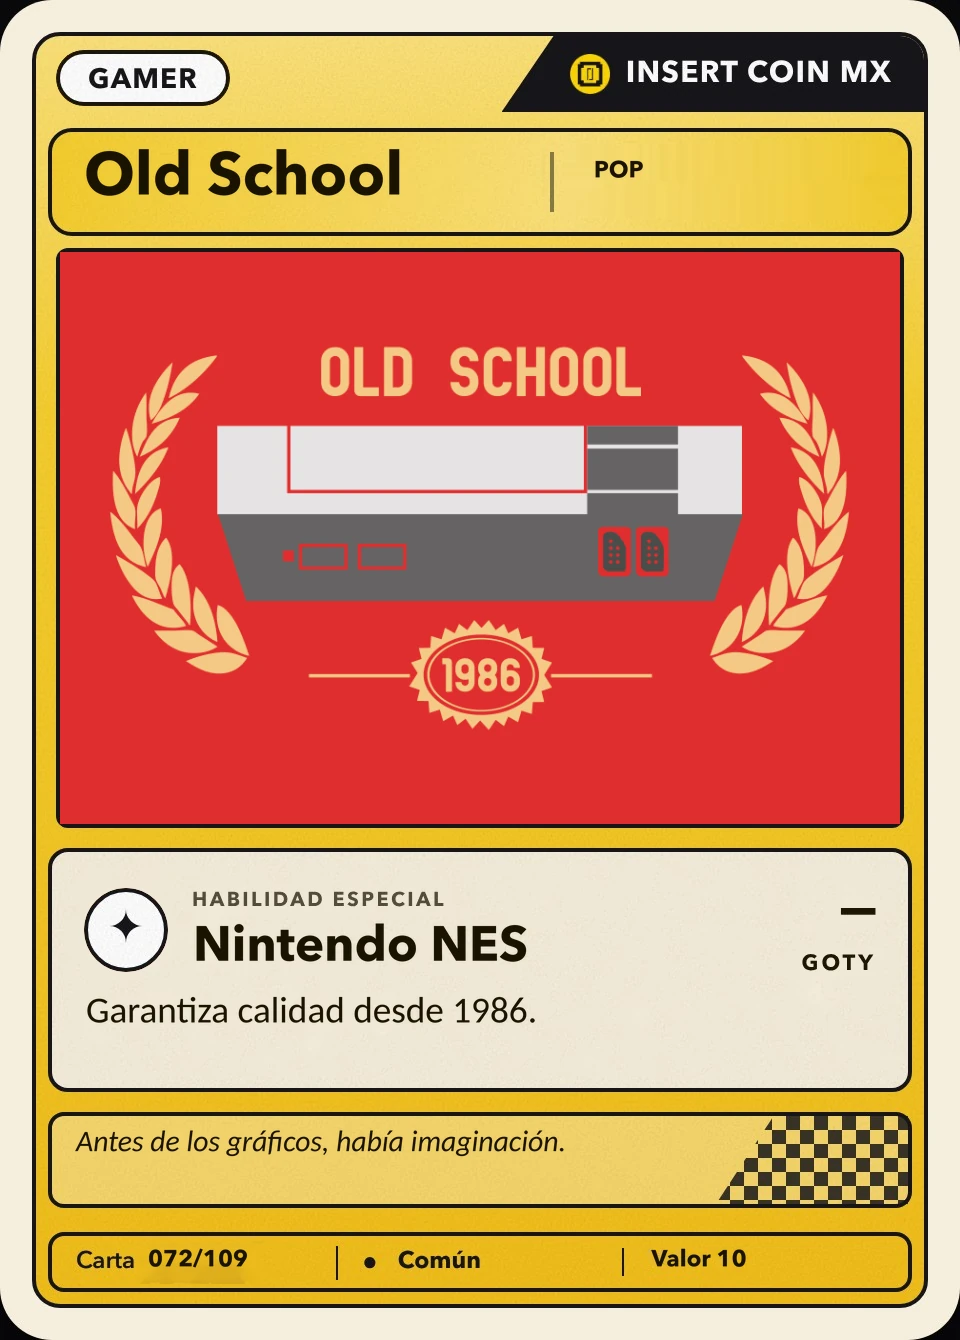 GAMER
INSERT COIN MX
Old School
POP
OLD SCHOOL
1986
HABILIDAD ESPECIAL
Nintendo NES
—
GOTY
Garantiza calidad desde 1986.
Antes de los gráficos, había imaginación.
Carta 072/109
• Común
Valor 10